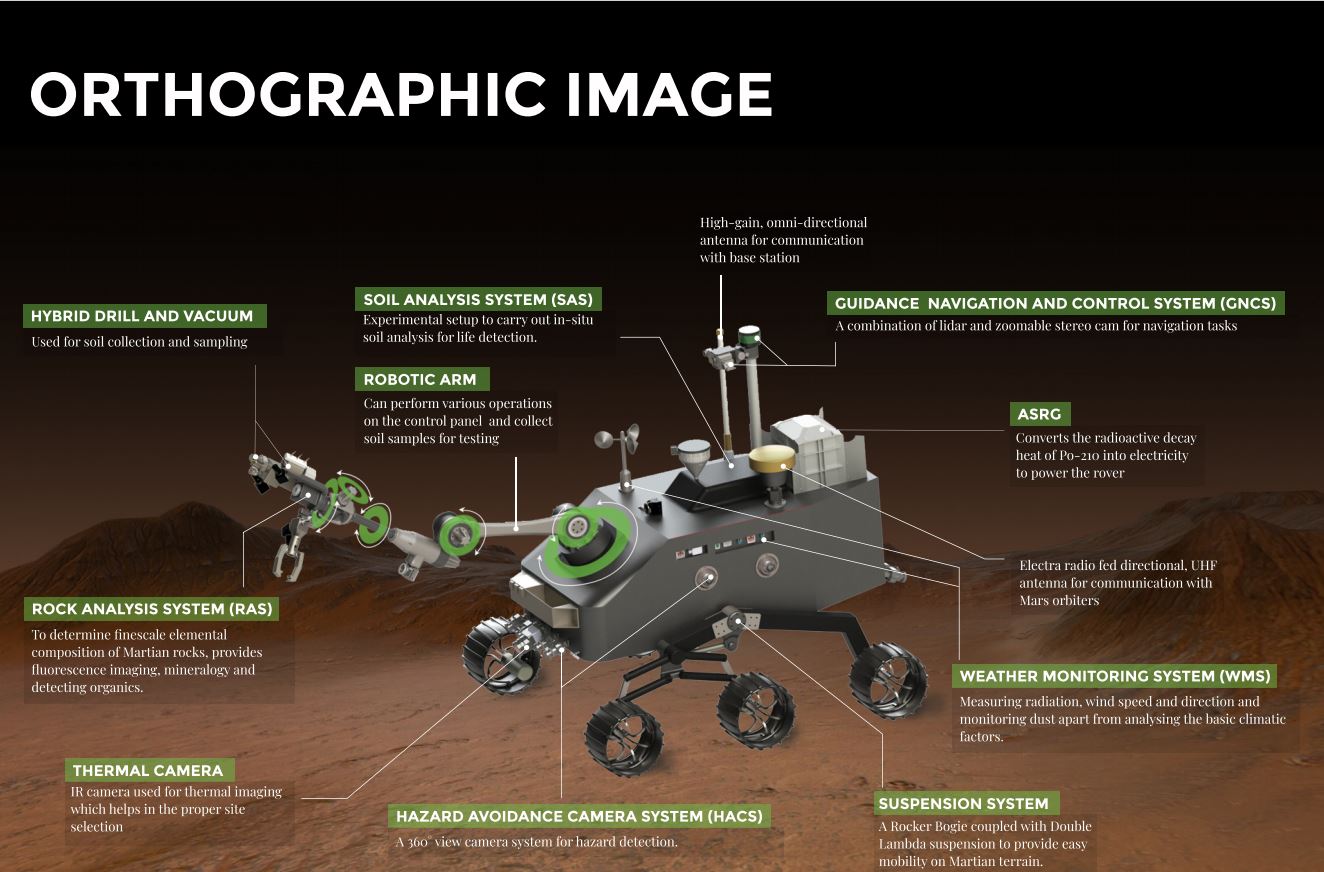 ORTHOGRAPHIC IMAGE
High-gain, omni-directional
antenna for communication
with base station
HYBRID DRILL AND VACUUM
Used for soil collection and sampling
SOIL ANALYSIS SYSTEM (SAS)
Experimental setup to carry out in-situ
soil analysis for life detection.
GUIDANCE NAVIGATION AND CONTROL SYSTEM (GNCS)
A combination of lidar and zoomable stereo cam for navigation tasks
ROBOTIC ARM
Can perform various operations
on the control panel and collect
soil samples for testing
ASRG
Converts the radioactive decay
heat of Po-210 into electricity
to power the rover
Electra radio fed directional, UHF
antenna for communication with
Mars orbiters
ROCK ANALYSIS SYSTEM (RAS)
To determine finescale elemental
composition of Martian rocks, provides
fluorescence imaging, mineralogy and
detecting organics.
WEATHER MONITORING SYSTEM (WMS)
Measuring radiation, wind speed and direction and
monitoring dust apart from analysing the basic climatic
factors.
THERMAL CAMERA
IR camera used for thermal imaging
which helps in the proper site
selection
HAZARD AVOIDANCE CAMERA SYSTEM (HACS)
A 360° view camera system for hazard detection.
SUSPENSION SYSTEM
A Rocker Bogie coupled with Double
Lambda suspension to provide easy
mobility on Martian terrain.